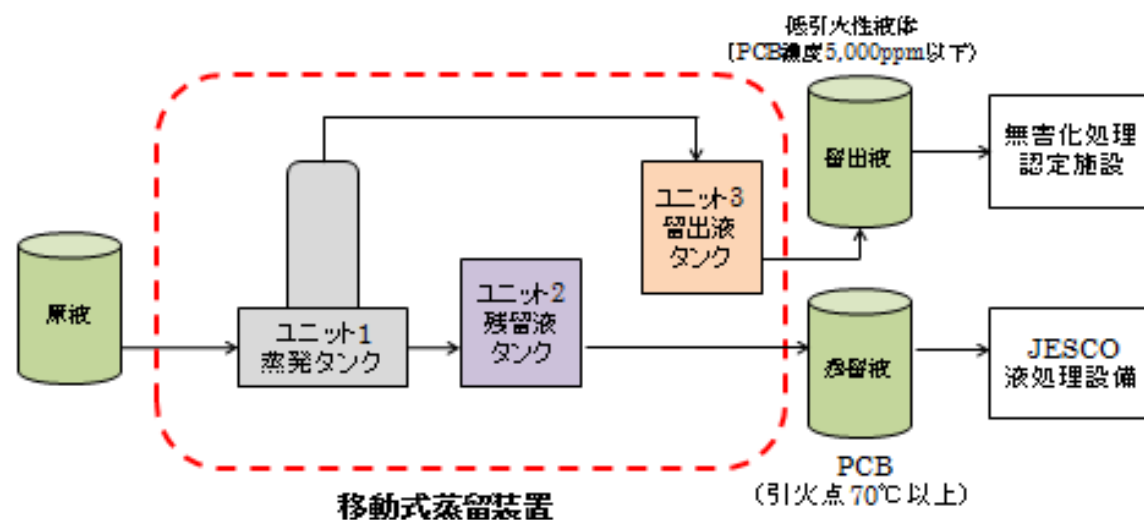 低引火性液体
(PCB濃度5,000ppm以下)
留出液
無害化処理
認定施設
ユニット3
留出液
タンク
原液
ユニット1
蒸発タンク
ユニット2
残留液
タンク
残留液
JESCO
液処理設備
PCB
（引火点 70℃以上）
移動式蒸留装置